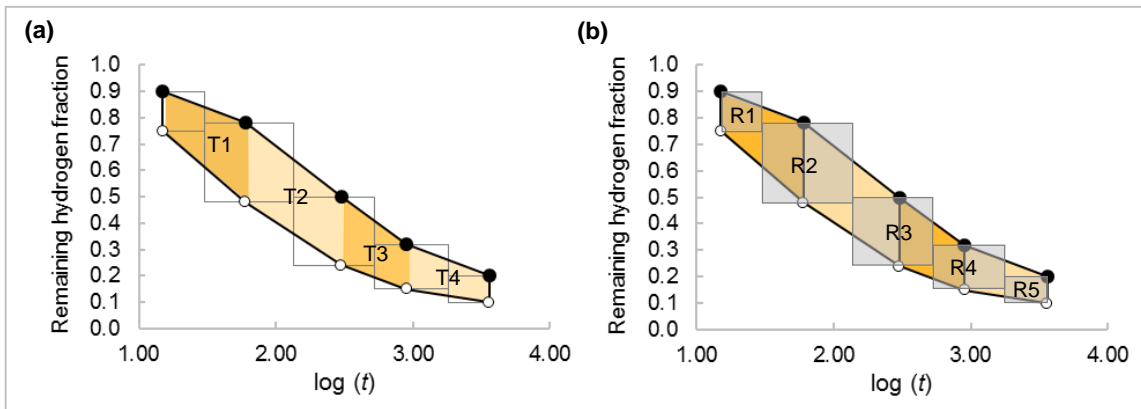 (a)
Remaining hydrogen fraction
1.0
0.9
0.8
0.7
0.6
0.5
0.4
0.3
0.2
0.1
0.0
T1
T2
T3
T4
1.00 2.00 3.00 4.00
log (t)
(b)
Remaining hydrogen fraction
1.0
0.9
0.8
0.7
0.6
0.5
0.4
0.3
0.2
0.1
0.0
R1
R2
R3
R4
R5
1.00 2.00 3.00 4.00
log (t)